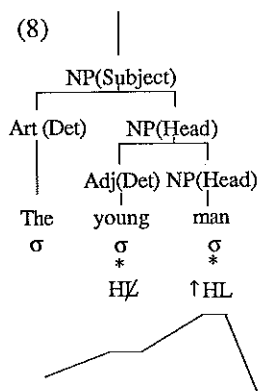 (8)
NP(Subject)
Art (Det) NP(Head)
Adj(Det) NP(Head)
The young man
σ σ σ
* *
HL̸ ↑HL